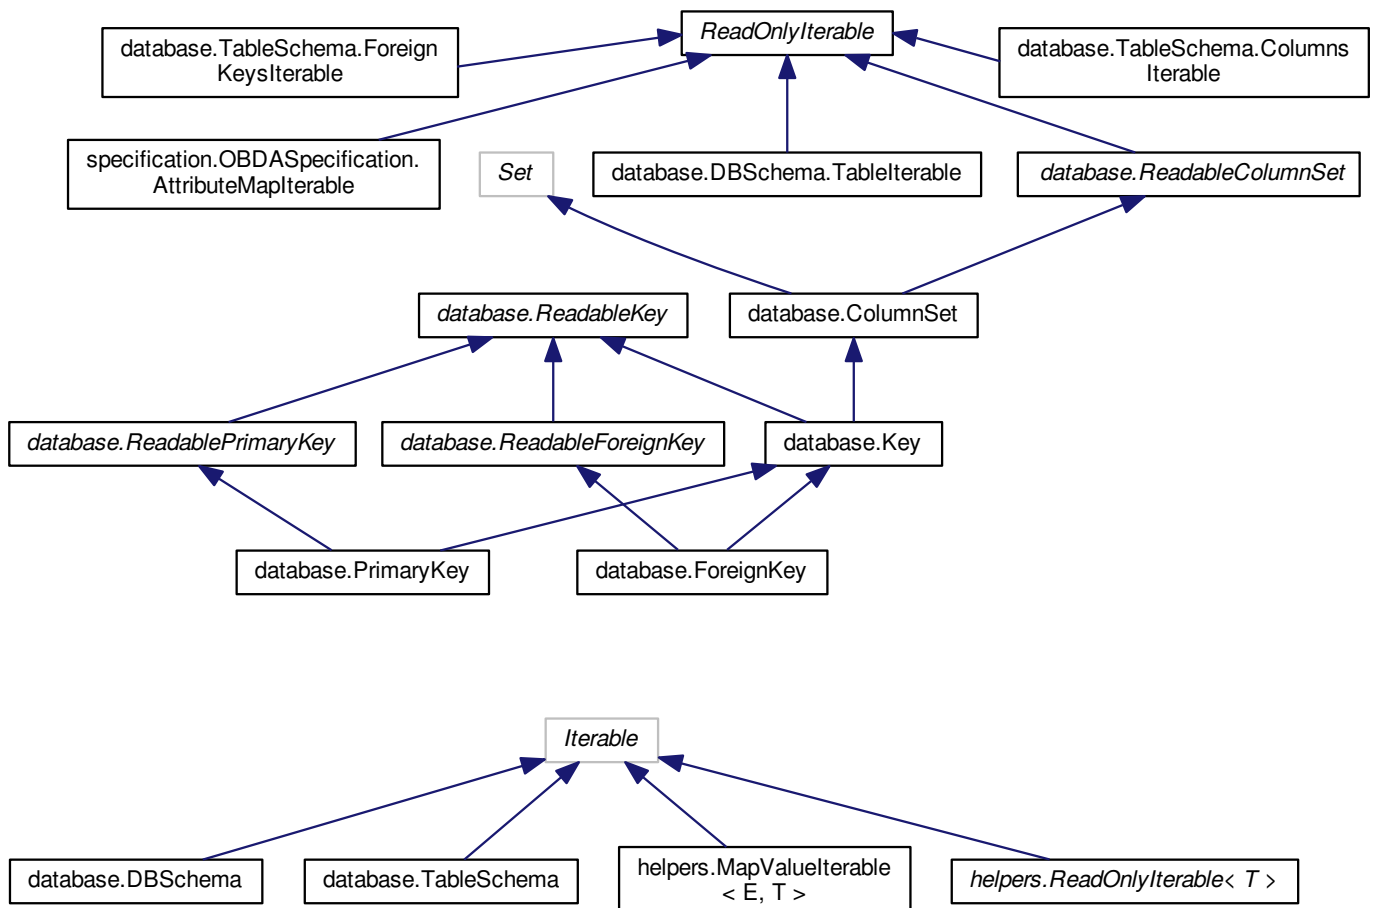 ReadOnlyIterable
database.TableSchema.Foreign
KeysIterable
database.TableSchema.Columns
Iterable
specification.OBDASpecification.
AttributeMapIterable
Set
database.DBSchema.TableIterable
database.ReadableColumnSet
database.ReadableKey
database.ColumnSet
database.ReadablePrimaryKey
database.ReadableForeignKey
database.Key
database.PrimaryKey
database.ForeignKey
Iterable
database.DBSchema
database.TableSchema
helpers.MapValueIterable
< E, T >
helpers.ReadOnlyIterable< T >